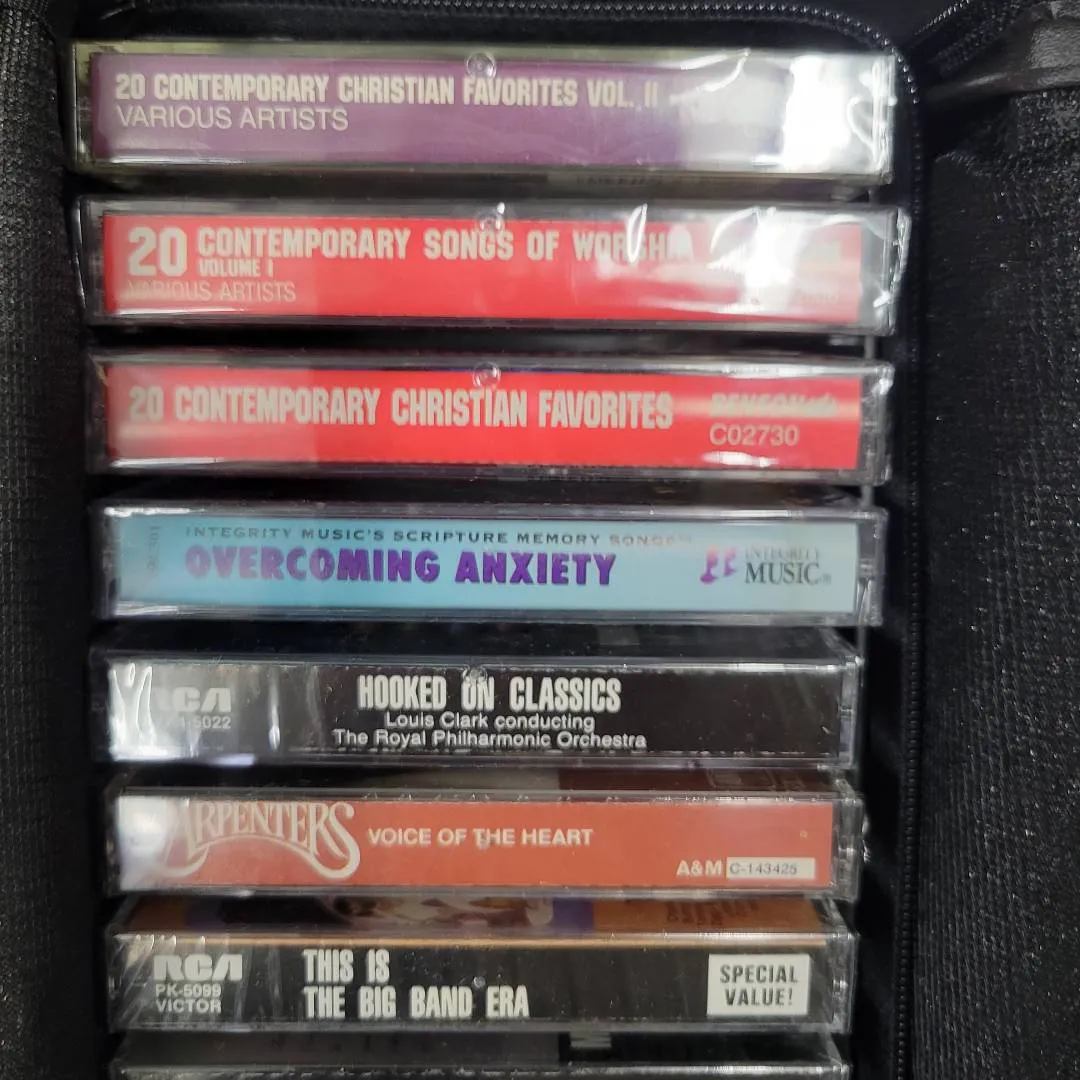 20 CONTEMPORARY CHRISTIAN FAVORITES VOL. II
VARIOUS ARTISTS
20 CONTEMPORARY SONGS OF WORSHIP
VOLUME I
VARIOUS ARTISTS
20 CONTEMPORARY CHRISTIAN FAVORITES
C02730
INTEGRITY MUSIC'S SCRIPTURE MEMORY SONGS
OVERCOMING ANXIETY
INTEGRITY
MUSIC®
RCA
HOOKED ON CLASSICS
Louis Clark conducting
The Royal Philharmonic Orchestra
CARPENTERS
VOICE OF THE HEART
A&M C-143425
RCA
PK-5099
VICTOR
THIS IS
THE BIG BAND ERA
SPECIAL
VALUE!